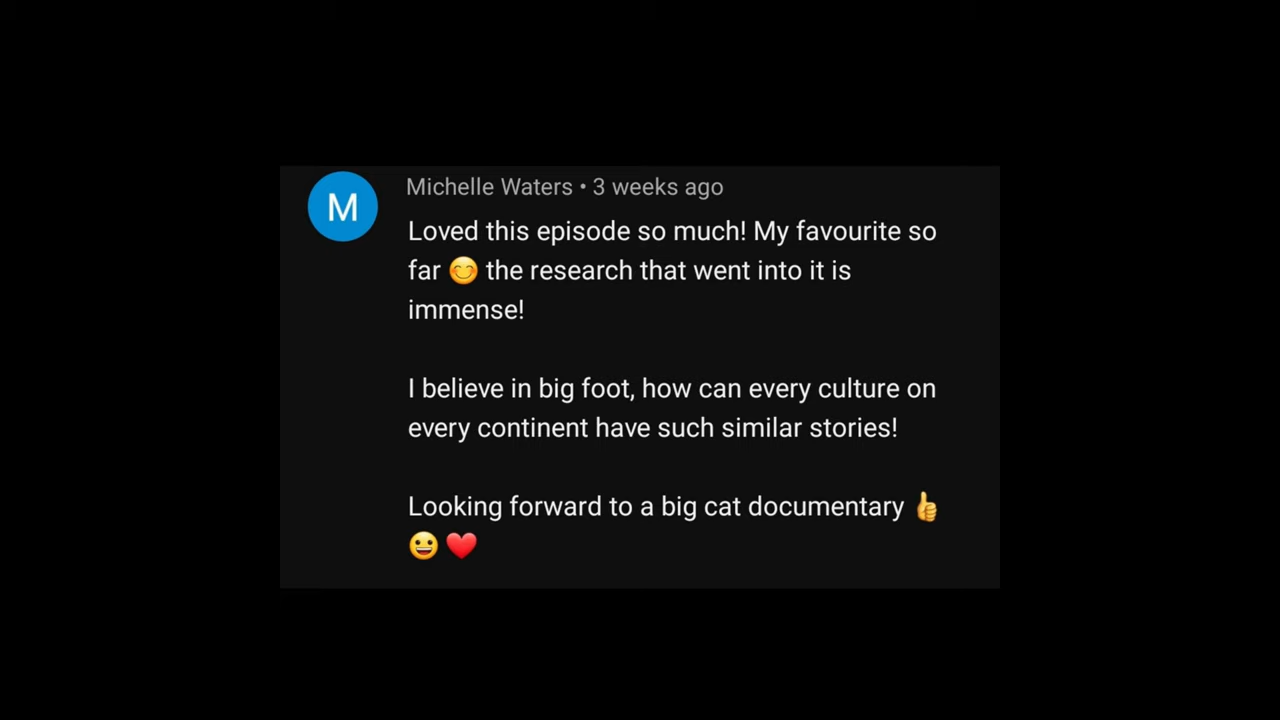 M
Michelle Waters • 3 weeks ago
Loved this episode so much! My favourite so
far 😊 the research that went into it is
immense!
I believe in big foot, how can every culture on
every continent have such similar stories!
Looking forward to a big cat documentary 👍
😀 ❤️